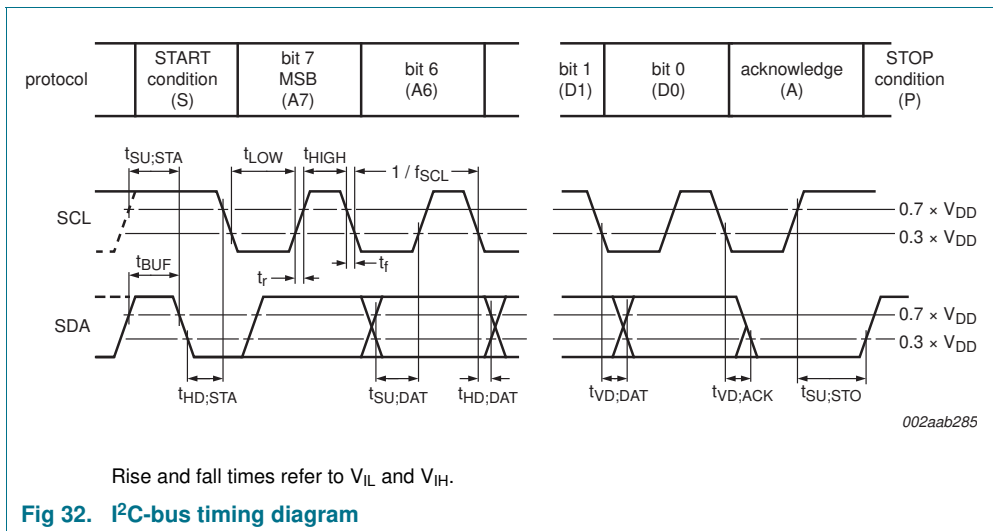 protocol
START
condition
(S)
bit 7
MSB
(A7)
bit 6
(A6)
bit 1
(D1)
bit 0
(D0)
acknowledge
(A)
STOP
condition
(P)
tSU;STA
tLOW
tHIGH
1 / fSCL
SCL
0.7 × VDD
0.3 × VDD
tBUF
tr
tf
SDA
0.7 × VDD
0.3 × VDD
tHD;STA
tSU;DAT
tHD;DAT
tVD;DAT
tVD;ACK
tSU;STO
002aab285
Rise and fall times refer to VIL and VIH.
Fig 32. I²C-bus timing diagram